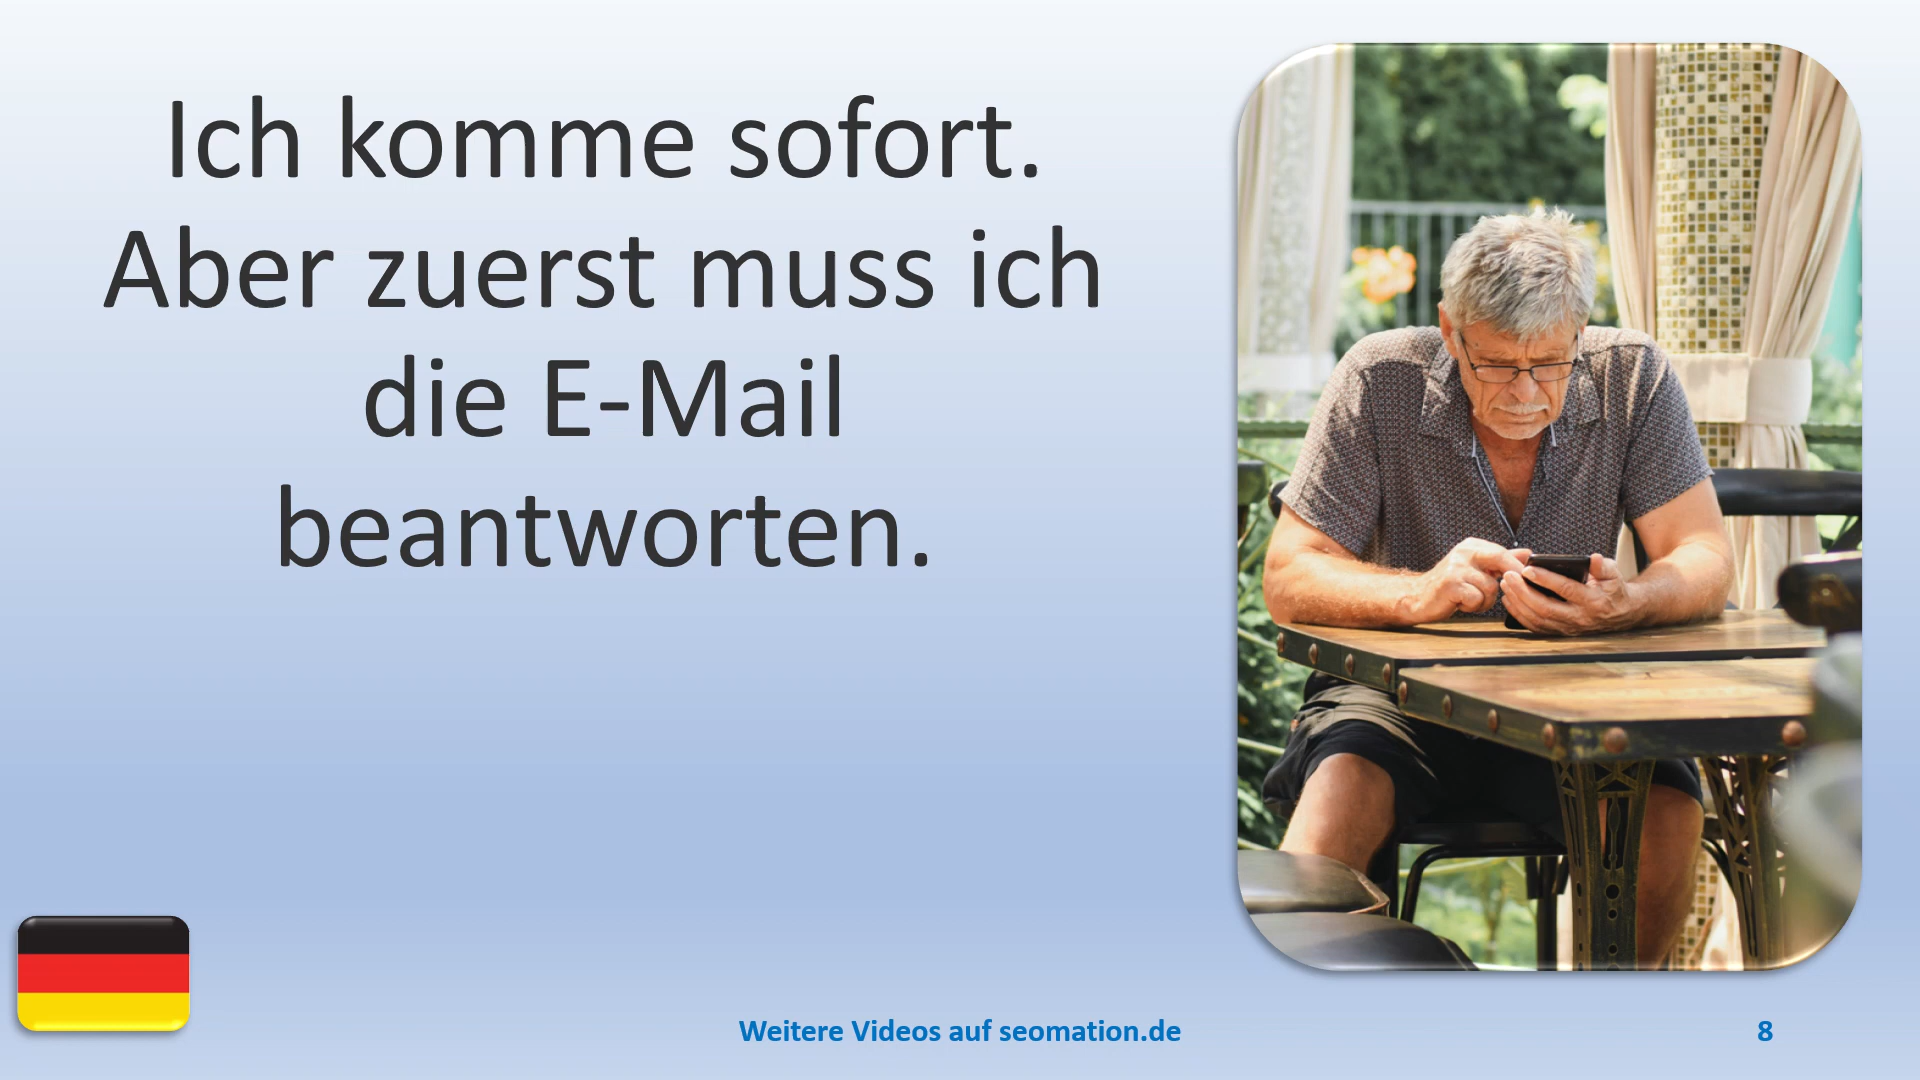 Ich komme sofort.
Aber zuerst muss ich
die E-Mail
beantworten.
Weitere Videos auf seomation.de
8